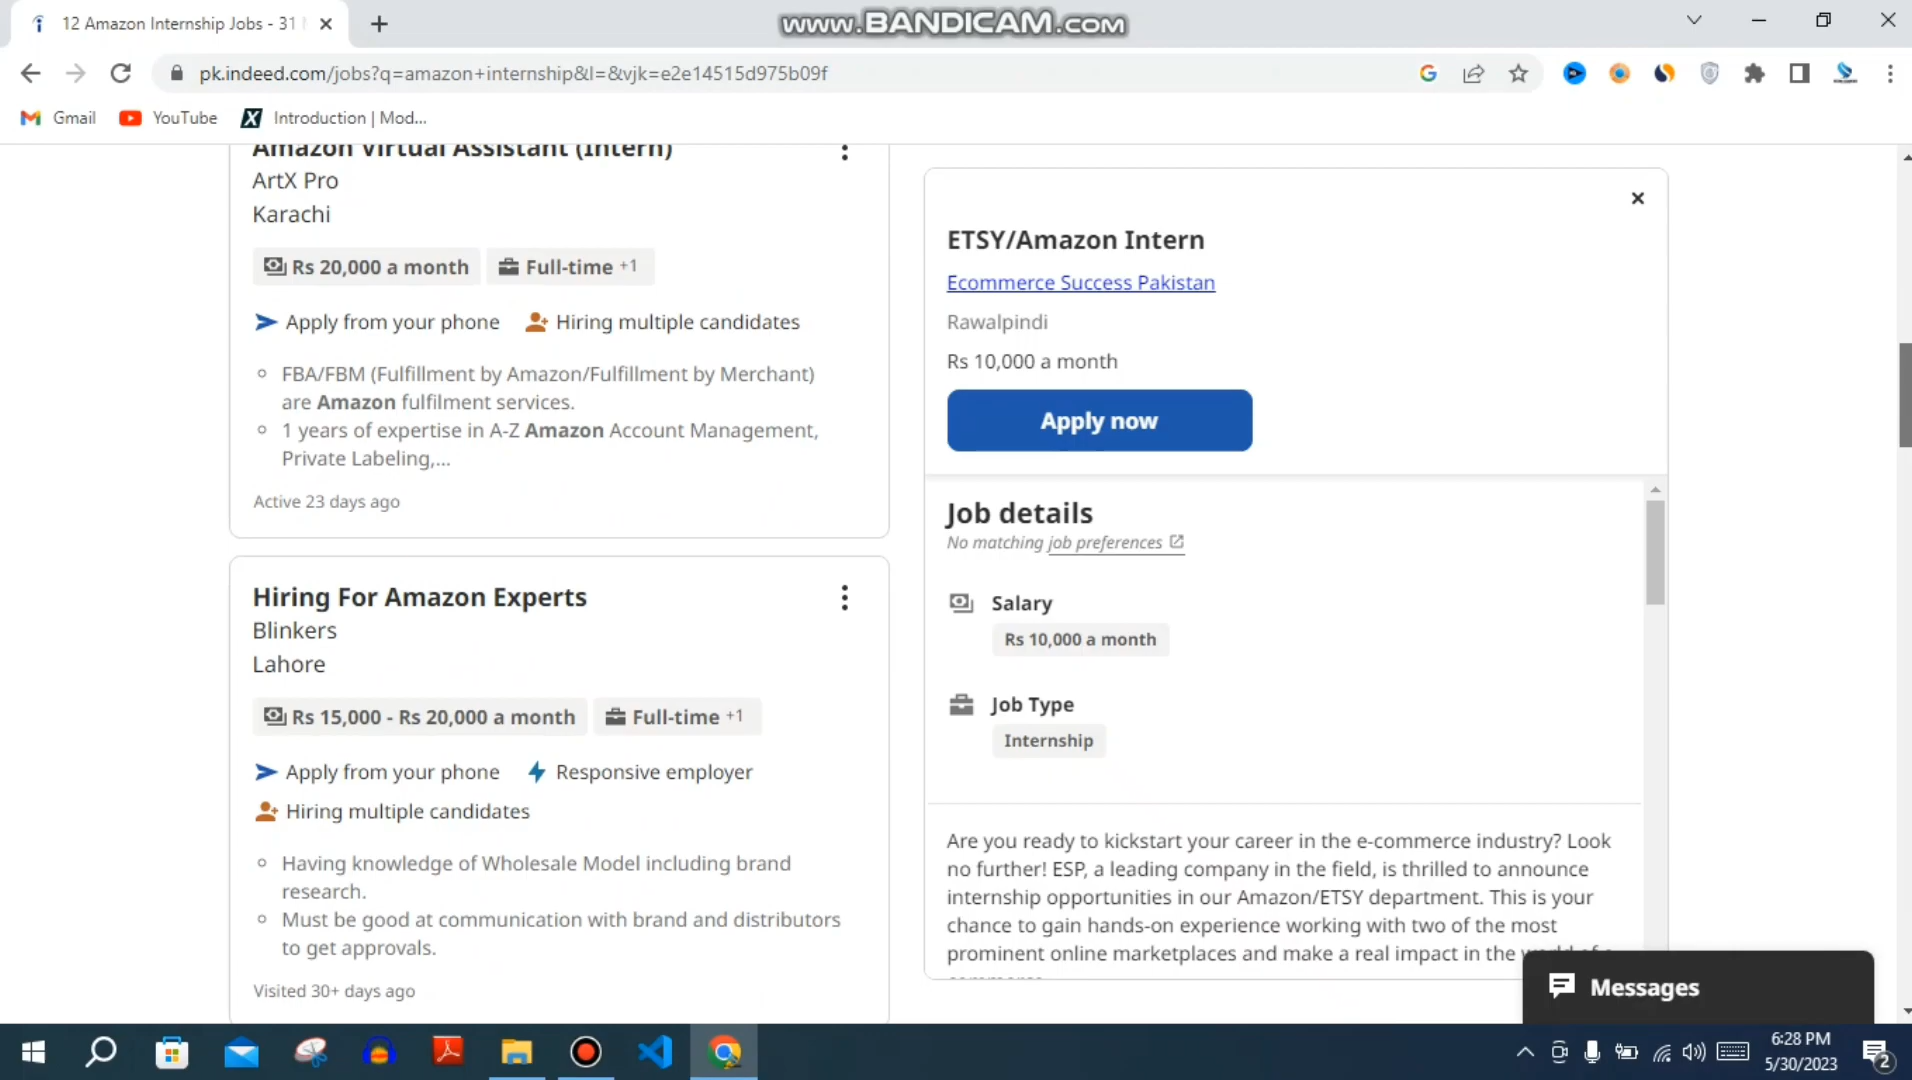 12 Amazon Internship Jobs - 31
www.BANDICAM.com
pk.indeed.com/jobs?q=amazon+internship&l=&vjk=e2e14515d975b09f
Gmail
YouTube
Introduction | Mod...
Amazon Virtual Assistant (Intern)
ArtX Pro
Karachi
Rs 20,000 a month
Full-time +1
Apply from your phone
Hiring multiple candidates
FBA/FBM (Fulfillment by Amazon/Fulfillment by Merchant)
are Amazon fulfilment services.
1 years of expertise in A-Z Amazon Account Management,
Private Labeling,...
Active 23 days ago
Hiring For Amazon Experts
Blinkers
Lahore
Rs 15,000 - Rs 20,000 a month
Full-time +1
Apply from your phone
Responsive employer
Hiring multiple candidates
Having knowledge of Wholesale Model including brand
research.
Must be good at communication with brand and distributors
to get approvals.
Visited 30+ days ago
ETSY/Amazon Intern
Ecommerce Success Pakistan
Rawalpindi
Rs 10,000 a month
Apply now
Job details
No matching job preferences
Salary
Rs 10,000 a month
Job Type
Internship
Are you ready to kickstart your career in the e-commerce industry? Look
no further! ESP, a leading company in the field, is thrilled to announce
internship opportunities in our Amazon/ETSY department. This is your
chance to gain hands-on experience working with two of the most
prominent online marketplaces and make a real impact in the
Messages
6:28 PM
5/30/2023
2